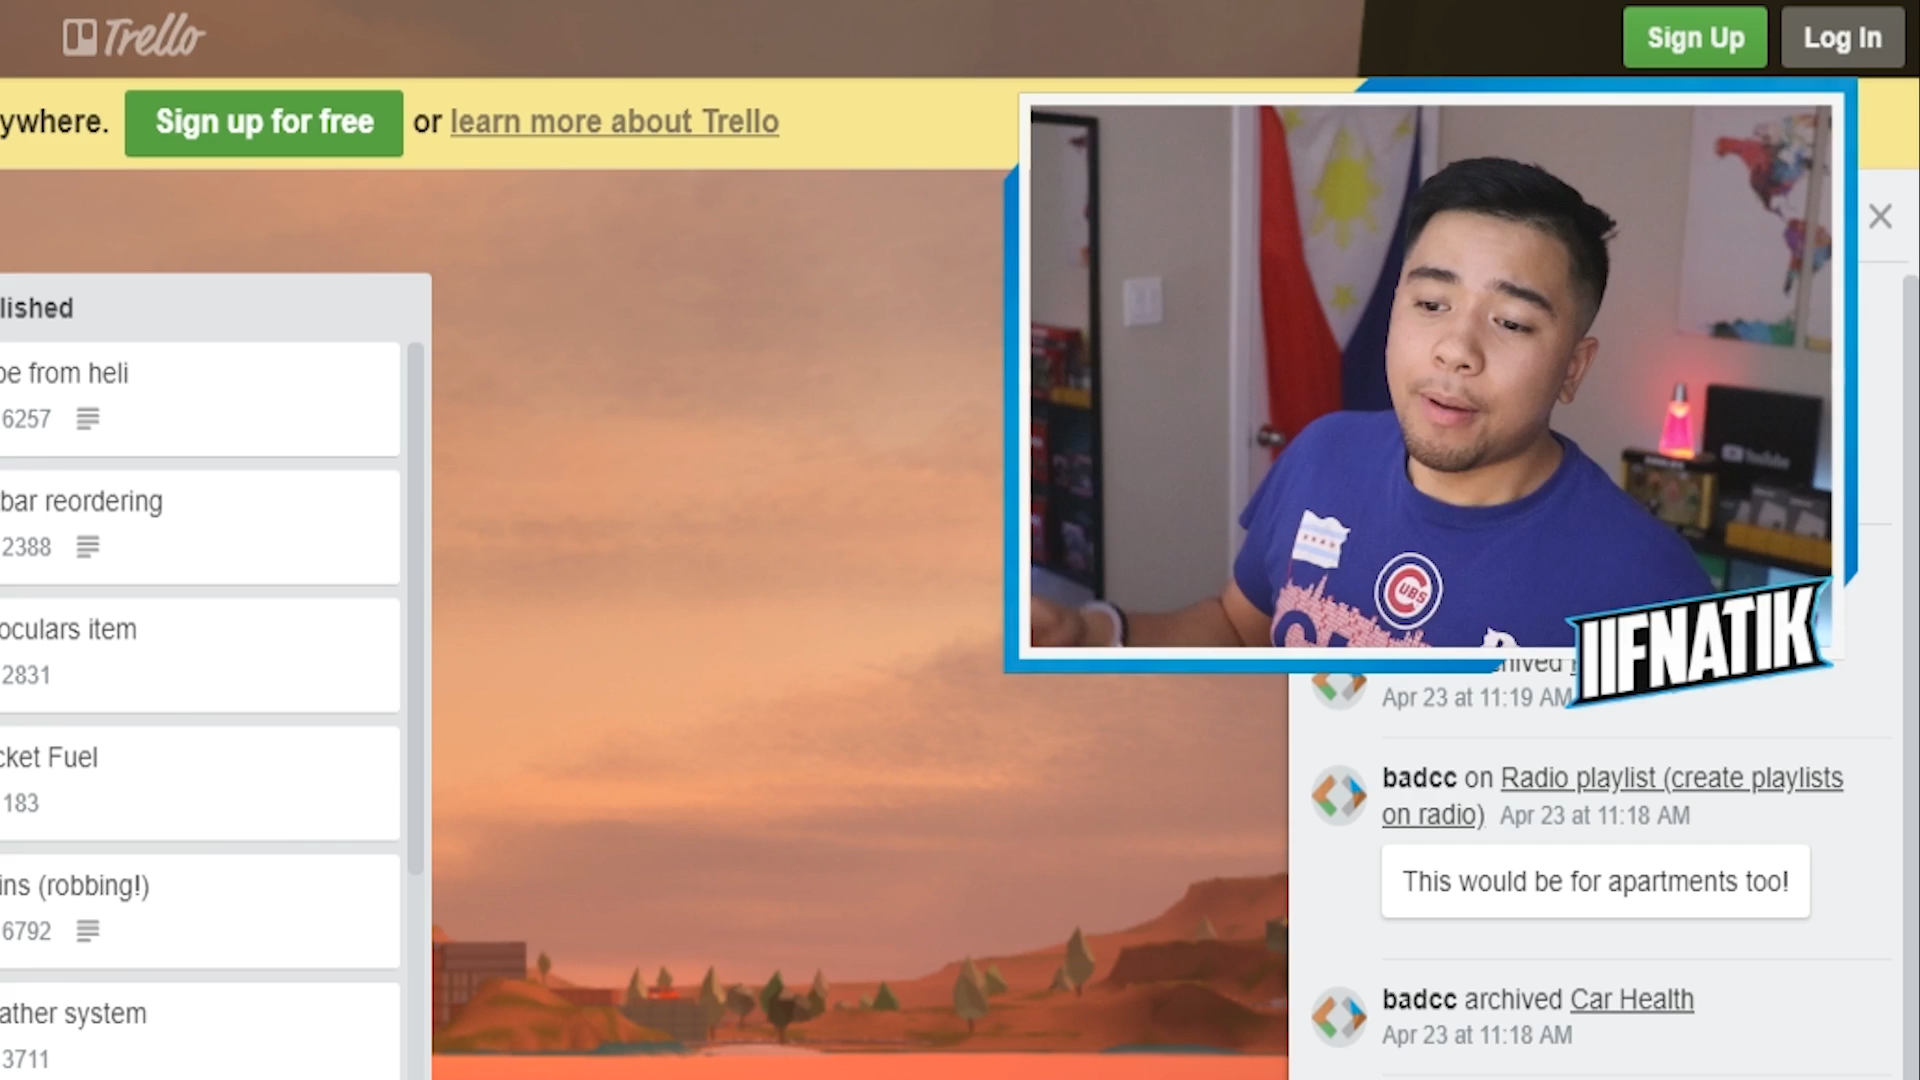 Trello
Sign Up
Log In
ywhere.
Sign up for free
or learn more about Trello
lished
pe from heli
6257
bar reordering
2388
oculars item
2831
cket Fuel
183
ins (robbing!)
6792
ather system
3711
YouTube
CUBS
IIFNATIK
hived
Apr 23 at 11:19 AM
badcc on Radio playlist (create playlists
on radio) Apr 23 at 11:18 AM
This would be for apartments too!
badcc archived Car Health
Apr 23 at 11:18 AM